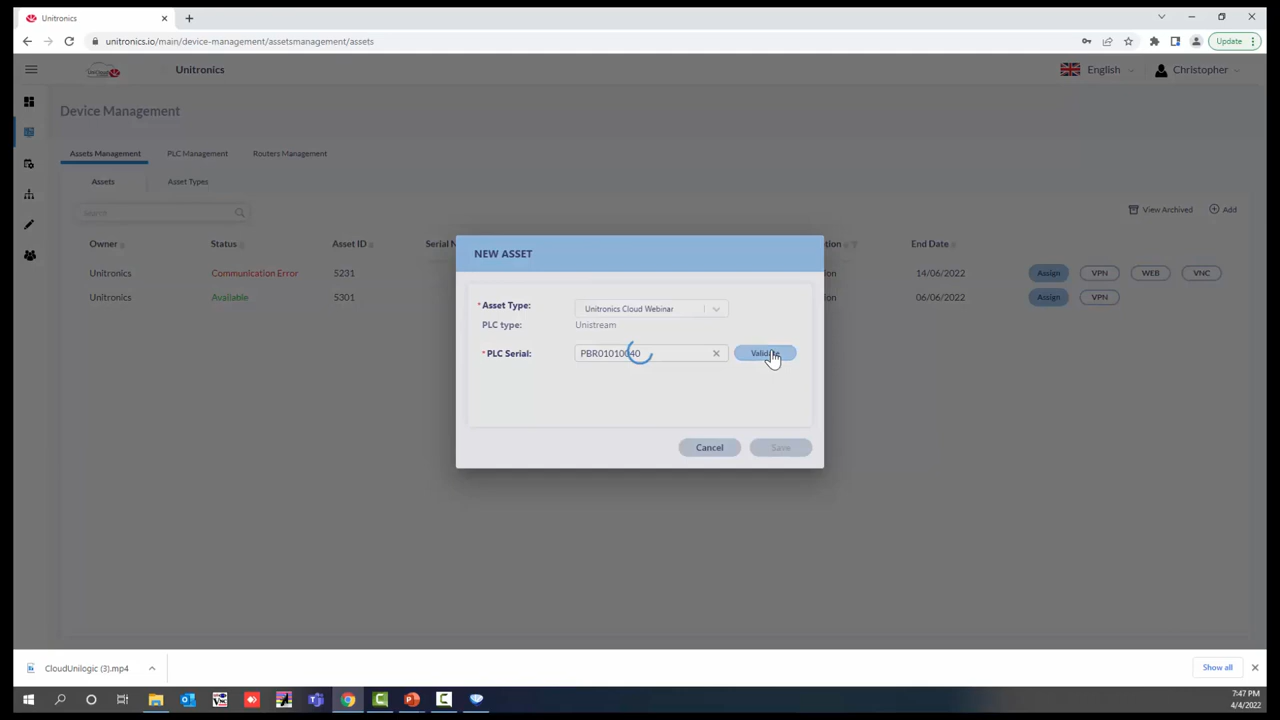 Unitronics
unitronics.io/main/device-management/assetsmanagement/assets
Update
UniCloud
Unitronics
English
Christopher
Device Management
Assets Management PLC Management Routers Management
Assets Asset Types
Search
View Archived Add
Owner Status Asset ID End Date
Unitronics Communication Error 5231 14/06/2022 Assign VPN WEB VNC
Unitronics Available 5301 06/06/2022 Assign VPN
NEW ASSET
* Asset Type: Unitronics Cloud Webinar
PLC type: Unistream
* PLC Serial: PBR01010040 Validate
Cancel Save
CloudUnilogic (3).mp4
Show all
7:47 PM
4/4/2022